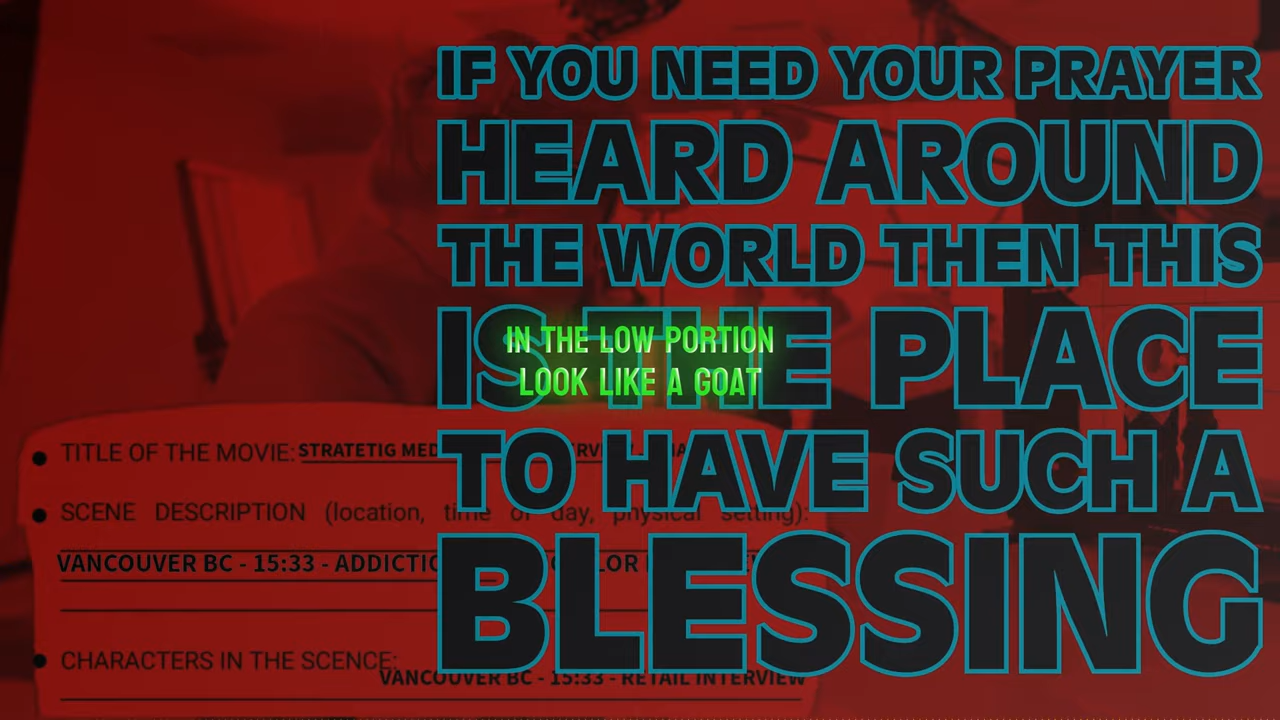 IF YOU NEED YOUR PRAYER
HEARD AROUND
THE WORLD THEN THIS
IS THE PLACE
TO HAVE SUCH A
BLESSING
IN THE LOW PORTION
LOOK LIKE A GOAT
TITLE OF THE MOVIE: STRATETIG MED
SCENE DESCRIPTION (location, time of day, physical setting):
VANCOUVER BC - 15:33 -
CHARACTERS IN THE SCENCE:
VANCOUVER BC - 15:33 - RETAIL INTERVIEW